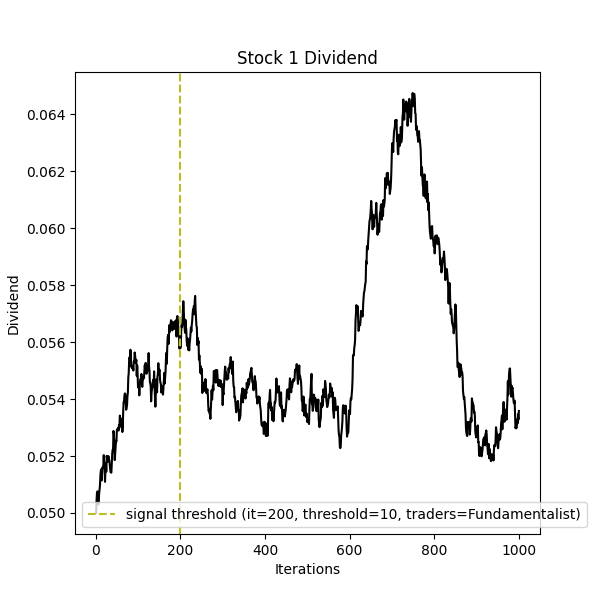 Stock 1 Dividend
0.064
0.062
0.060
0.058
0.056
0.054
0.052
0.050
Dividend
signal threshold (it=200, threshold=10, traders=Fundamentalist)
0 200 400 600 800 1000
Iterations